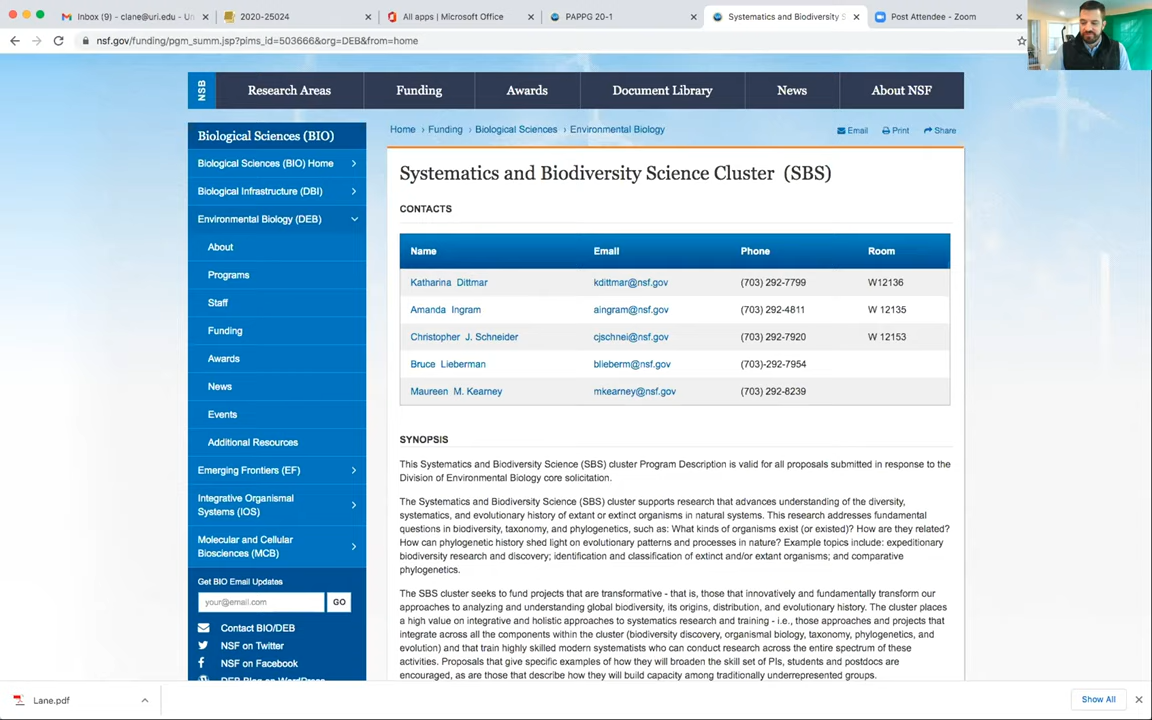 Inbox (9) - clane@uri.edu - Un
2020-25024
All apps | Microsoft Office
PAPPG 20-1
Systematics and Biodiversity S
Post Attendee - Zoom
nsf.gov/funding/pgm_summ.jsp?pims_id=503666&org=DEB&from=home
NSB
Research Areas
Funding
Awards
Document Library
News
About NSF
Biological Sciences (BIO)
Biological Sciences (BIO) Home
Biological Infrastructure (DBI)
Environmental Biology (DEB)
About
Programs
Staff
Funding
Awards
News
Events
Additional Resources
Emerging Frontiers (EF)
Integrative Organismal
Systems (IOS)
Molecular and Cellular
Biosciences (MCB)
Get BIO Email Updates
your@email.com GO
Contact BIO/DEB
NSF on Twitter
NSF on Facebook
DEB Blog on WordPress
Home › Funding › Biological Sciences › Environmental Biology
Email Print Share
Systematics and Biodiversity Science Cluster (SBS)
CONTACTS
Name Email Phone Room
Katharina Dittmar kdittmar@nsf.gov (703) 292-7799 W12136
Amanda Ingram aingram@nsf.gov (703) 292-4811 W 12135
Christopher J. Schneider cjschnei@nsf.gov (703) 292-7920 W 12153
Bruce Lieberman blieberm@nsf.gov (703)-292-7954
Maureen M. Kearney mkearney@nsf.gov (703) 292-8239
SYNOPSIS
This Systematics and Biodiversity Science (SBS) cluster Program Description is valid for all proposals submitted in response to the
Division of Environmental Biology core solicitation.
The Systematics and Biodiversity Science (SBS) cluster supports research that advances understanding of the diversity,
systematics, and evolutionary history of extant or extinct organisms in natural systems. This research addresses fundamental
questions in biodiversity, taxonomy, and phylogenetics, such as: What kinds of organisms exist (or existed)? How are they related?
How can phylogenetic history shed light on evolutionary patterns and processes in nature? Example topics include: expeditionary
biodiversity research and discovery; identification and classification of extinct and/or extant organisms; and comparative
phylogenetics.
The SBS cluster seeks to fund projects that are transformative - that is, those that innovatively and fundamentally transform our
approaches to analyzing and understanding global biodiversity, its origins, distribution, and evolutionary history. The cluster places
a high value on integrative and holistic approaches to systematics research and training - i.e., those approaches and projects that
integrate across all the components within the cluster (biodiversity discovery, organismal biology, taxonomy, phylogenetics, and
evolution) and that train highly skilled modern systematists who can conduct research across the entire spectrum of these
activities. Proposals that give specific examples of how they will broaden the skill set of PIs, students and postdocs are
encouraged, as are those that describe how they will build capacity among traditionally underrepresented groups.
Lane.pdf
Show All